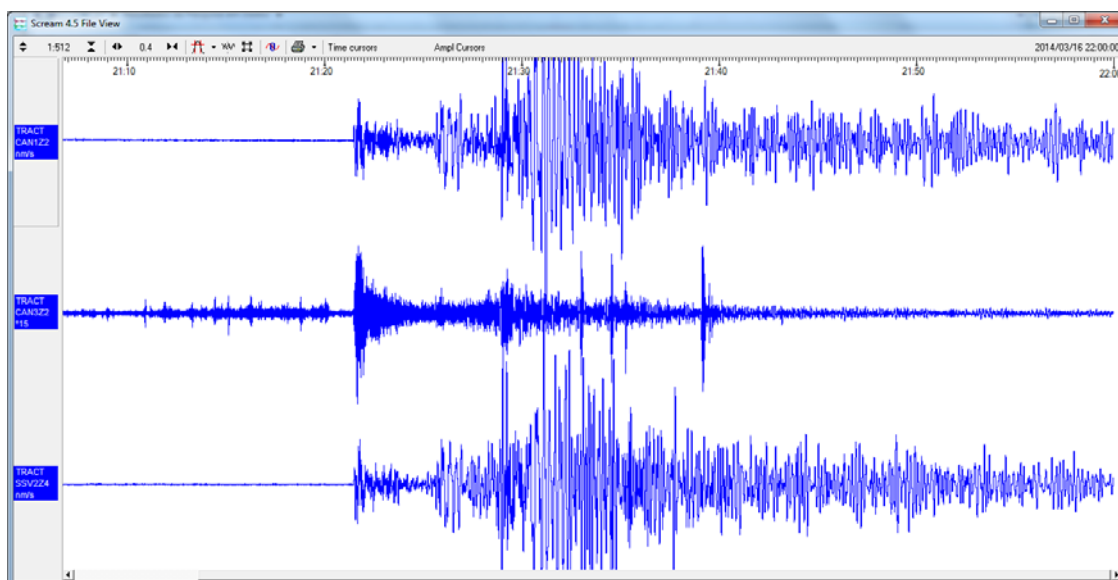 Scream 4.5 File View
1:512 0.4 Time cursors Ampl Cursors 2014/03/16 22:00:00
21:10 21:20 21:30 21:40 21:50 22:0
TRACT
CAN1Z2
nm/s
TRACT
CAN3Z2
*15
TRACT
SSV2Z4
nm/s